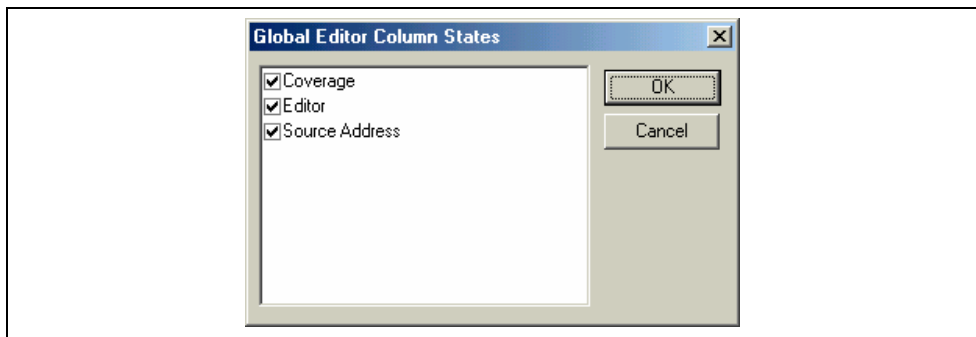 Global Editor Column States
Coverage
Editor
Source Address
OK
Cancel